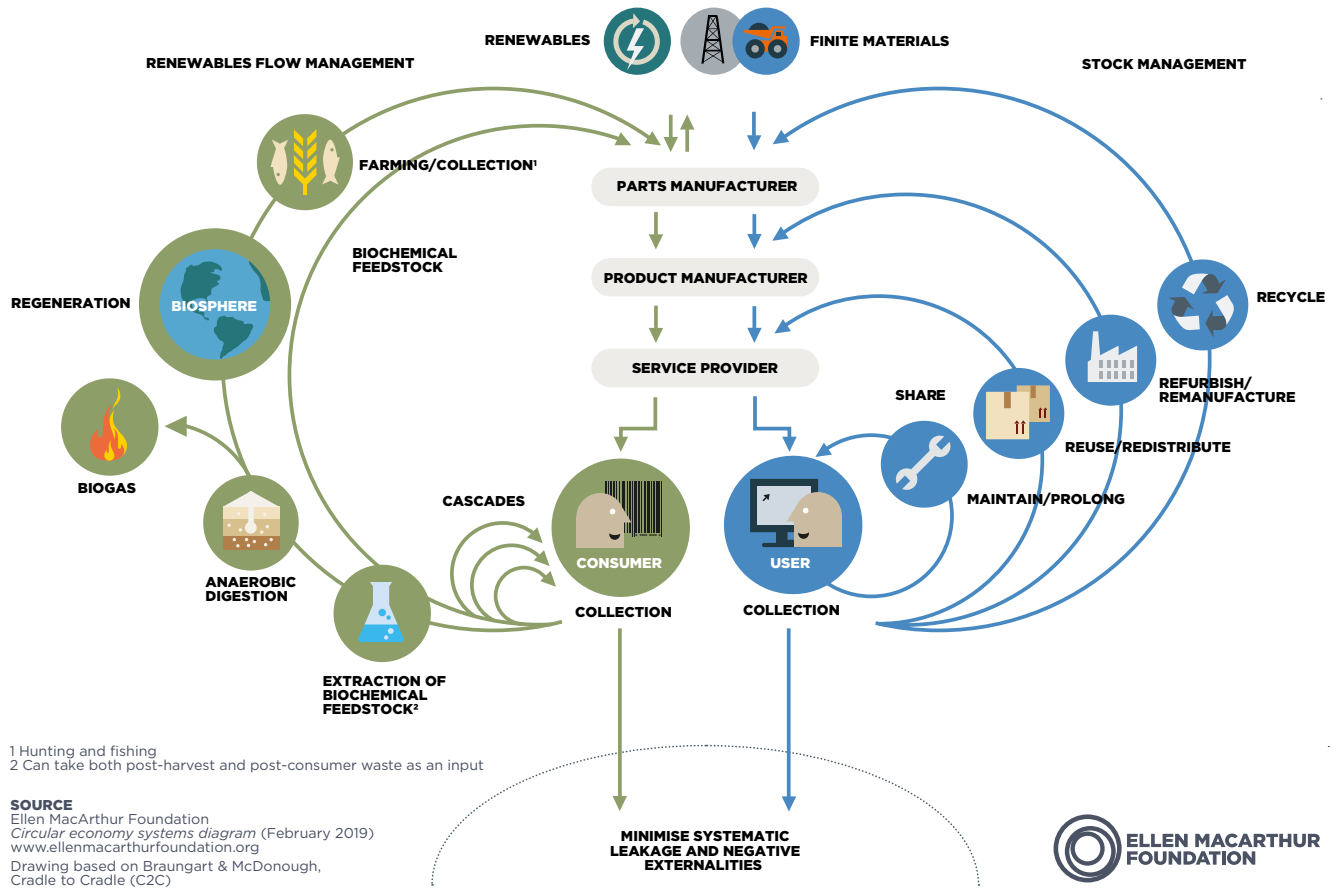 RENEWABLES
FINITE MATERIALS
RENEWABLES FLOW MANAGEMENT
STOCK MANAGEMENT
FARMING/COLLECTION¹
PARTS MANUFACTURER
BIOCHEMICAL
FEEDSTOCK
PRODUCT MANUFACTURER
REGENERATION
BIOSPHERE
RECYCLE
SERVICE PROVIDER
SHARE
REFURBISH/
REMANUFACTURE
REUSE/REDISTRIBUTE
BIOGAS
CASCADES
MAINTAIN/PROLONG
CONSUMER
USER
ANAEROBIC
DIGESTION
COLLECTION
COLLECTION
EXTRACTION OF
BIOCHEMICAL
FEEDSTOCK²
1 Hunting and fishing
2 Can take both post-harvest and post-consumer waste as an input
SOURCE
Ellen MacArthur Foundation
Circular economy systems diagram (February 2019)
www.ellenmacarthurfoundation.org
Drawing based on Braungart & McDonough,
Cradle to Cradle (C2C)
MINIMISE SYSTEMATIC
LEAKAGE AND NEGATIVE
EXTERNALITIES
ELLEN MACARTHUR
FOUNDATION